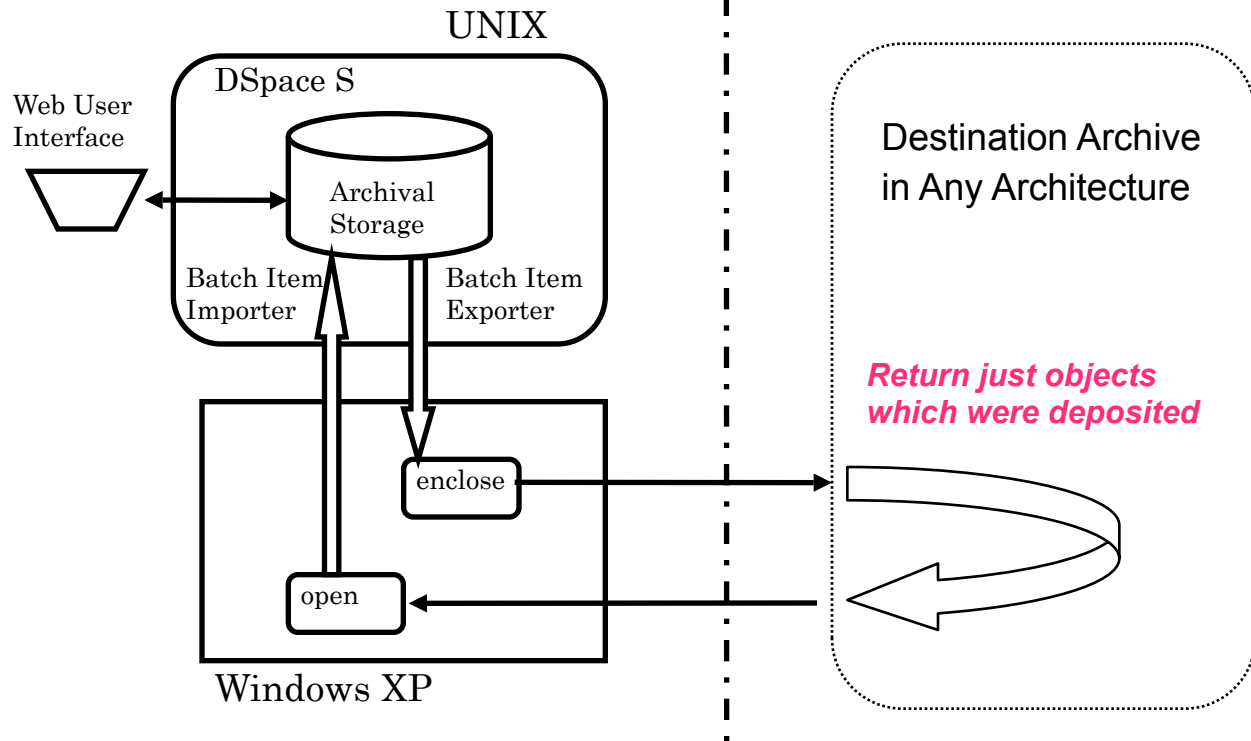 UNIX
DSpace S
Web User
Interface
Archival
Storage
Batch Item
Importer
Batch Item
Exporter
enclose
open
Windows XP
Destination Archive
in Any Architecture
Return just objects
which were deposited